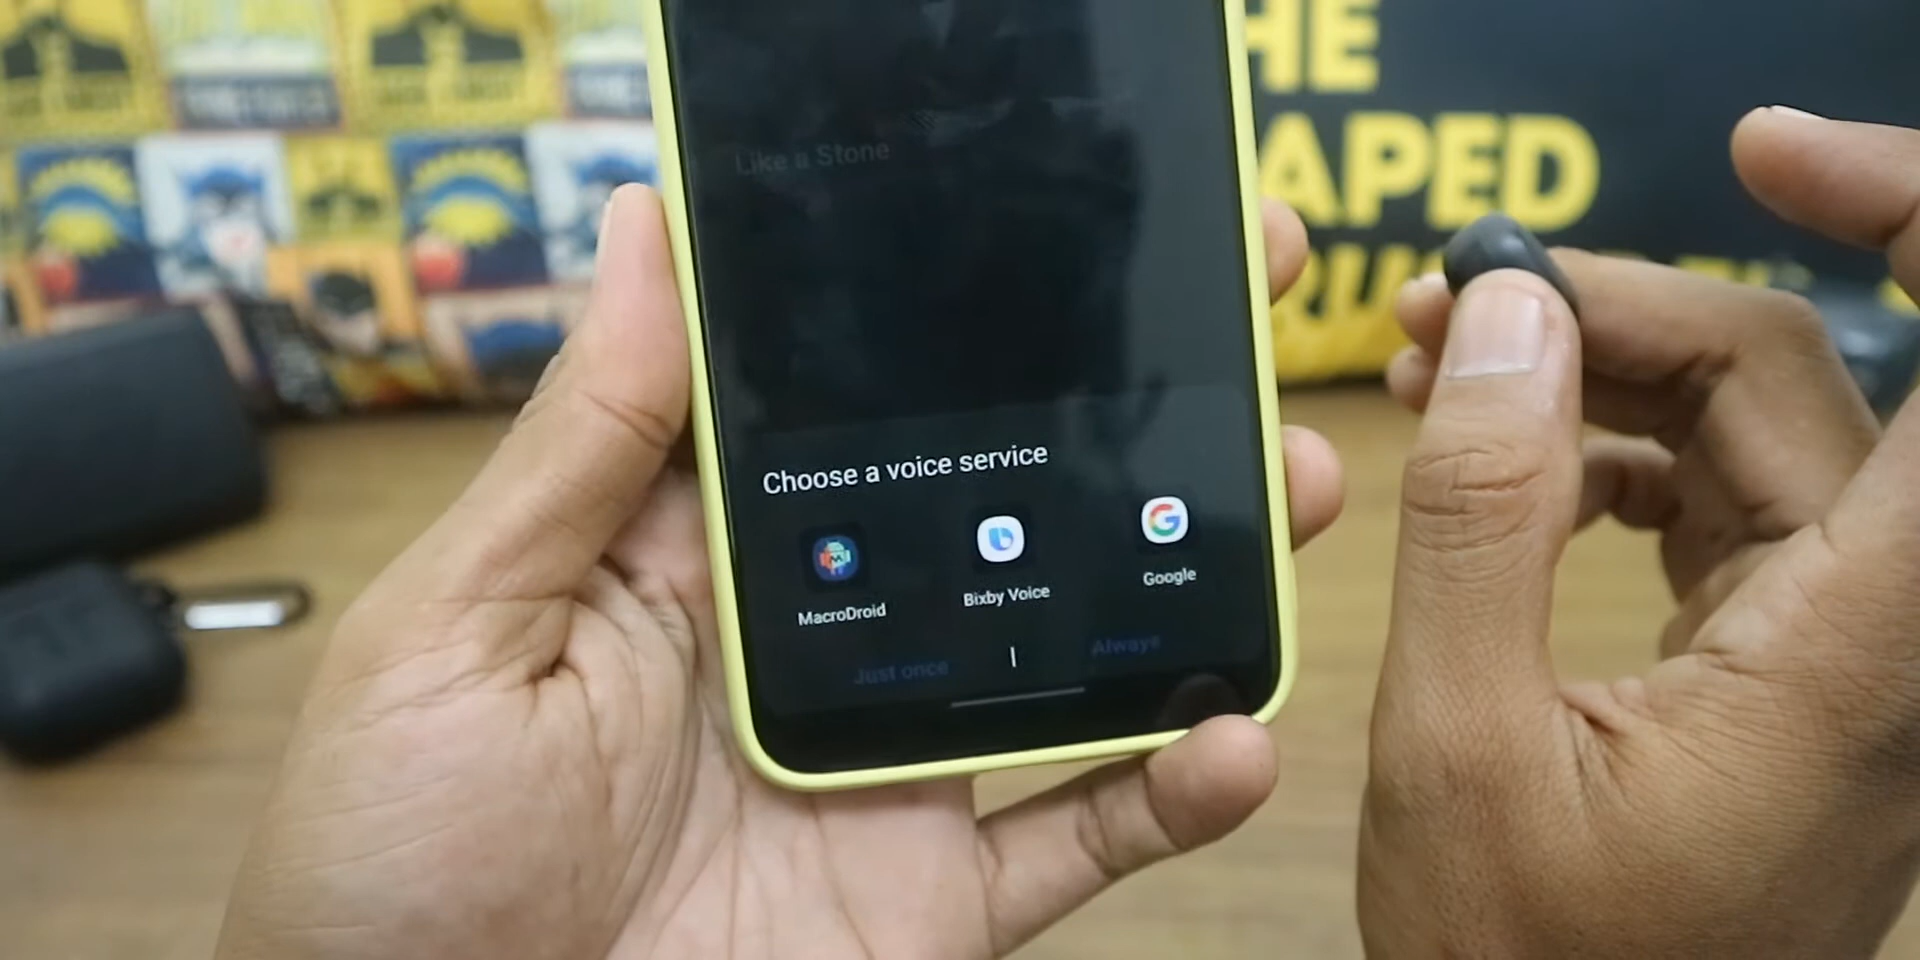 HE
APED
Like a Stone
Choose a voice service
MacroDroid
Bixby Voice
Google
Just once
Always